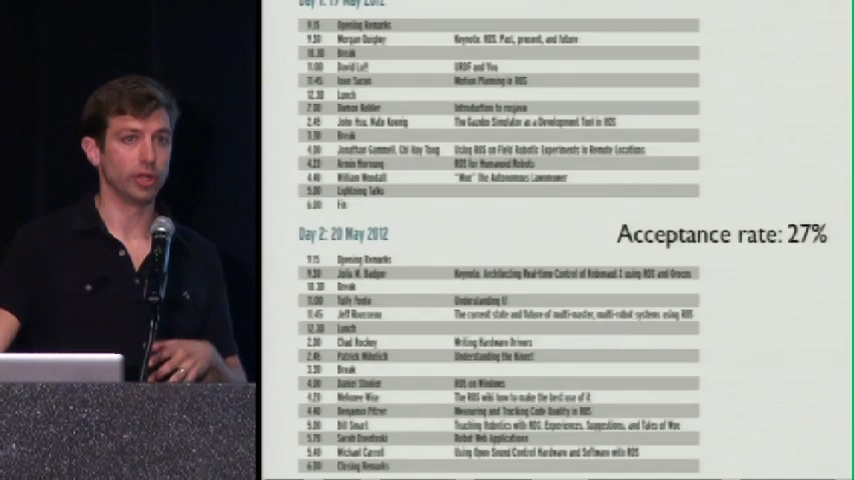 Day 1: 19 May 2012
9.15 Opening Remarks
9.30 Morgan Quigley Keynote: ROS: Past, present, and future
10.30 Break
11.00 David Lu!! URDF and You
11.45 Ioan Sucan Motion Planning in ROS
12.30 Lunch
2.00 Damon Kohler Introduction to rosjava
2.45 John Hsu, Nate Koenig The Gazebo Simulator as a Development Tool in ROS
3.30 Break
4.00 Jonathan Gammell, Chi Hay Tong Using ROS on Field Robotic Experiments in Remote Locations
4.20 Armin Hornung ROS for Humanoid Robots
4.40 William Woodall "Moe" The Autonomous Lawnmower
5.00 Lightning Talks
6.00 Fin
Acceptance rate: 27%
Day 2: 20 May 2012
9.15 Opening Remarks
9.30 Julia M. Badger Keynote: Architecting Real-time Control of Robonaut 2 using ROS and Orocos
10.30 Break
11.00 Tully Foote Understanding tf
11.45 Jeff Rousseau The current state and future of multi-master, multi-robot systems using ROS
12.30 Lunch
2.00 Chad Rockey Writing Hardware Drivers
2.45 Patrick Mihelich Understanding the Kinect
3.30 Break
4.00 Daniel Stonier ROS on Windows
4.20 Melonee Wise The ROS wiki how to make the best use of it
4.40 Benjamin Pitzer Measuring and Tracking Code Quality in ROS
5.00 Bill Smart Teaching Robotics with ROS: Experiences, Suggestions, and Tales of Woe
5.20 Sarah Robot Web Applications
5.40 Michael Carroll Using Open Sound Control Hardware and Software with ROS
6.00 Closing Remarks